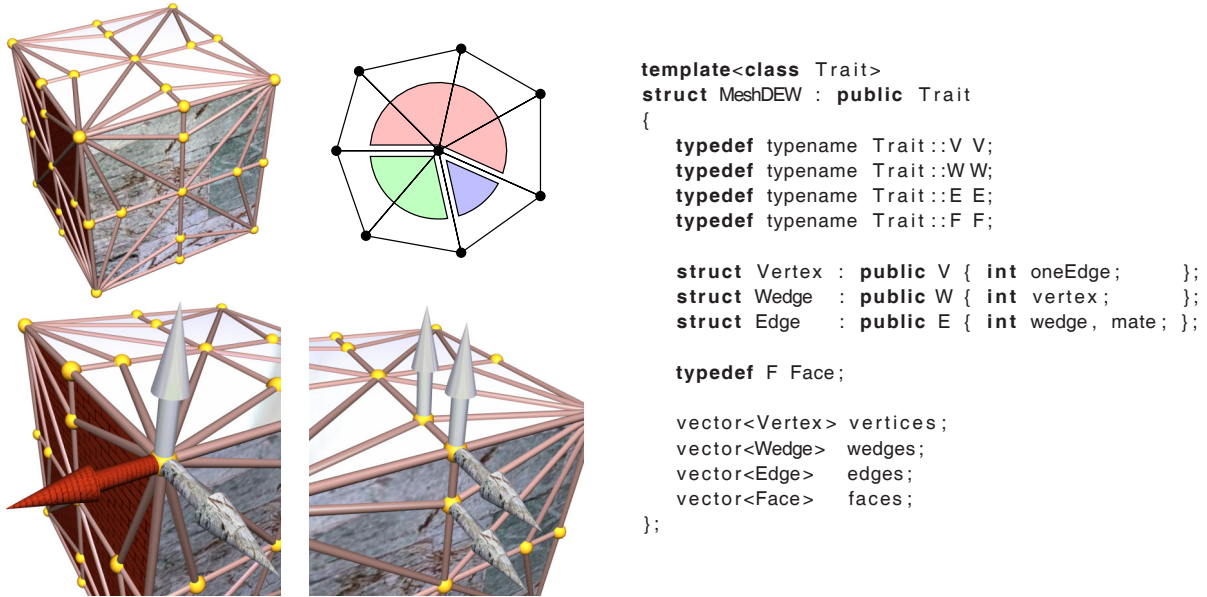 template<class Trait>
struct MeshDEW : public Trait
{
typedef typename Trait::V V;
typedef typename Trait::W W;
typedef typename Trait::E E;
typedef typename Trait::F F;
struct Vertex : public V { int oneEdge; };
struct Wedge : public W { int vertex; };
struct Edge : public E { int wedge, mate; };
typedef F Face;
vector<Vertex> vertices;
vector<Wedge> wedges;
vector<Edge> edges;
vector<Face> faces;
};